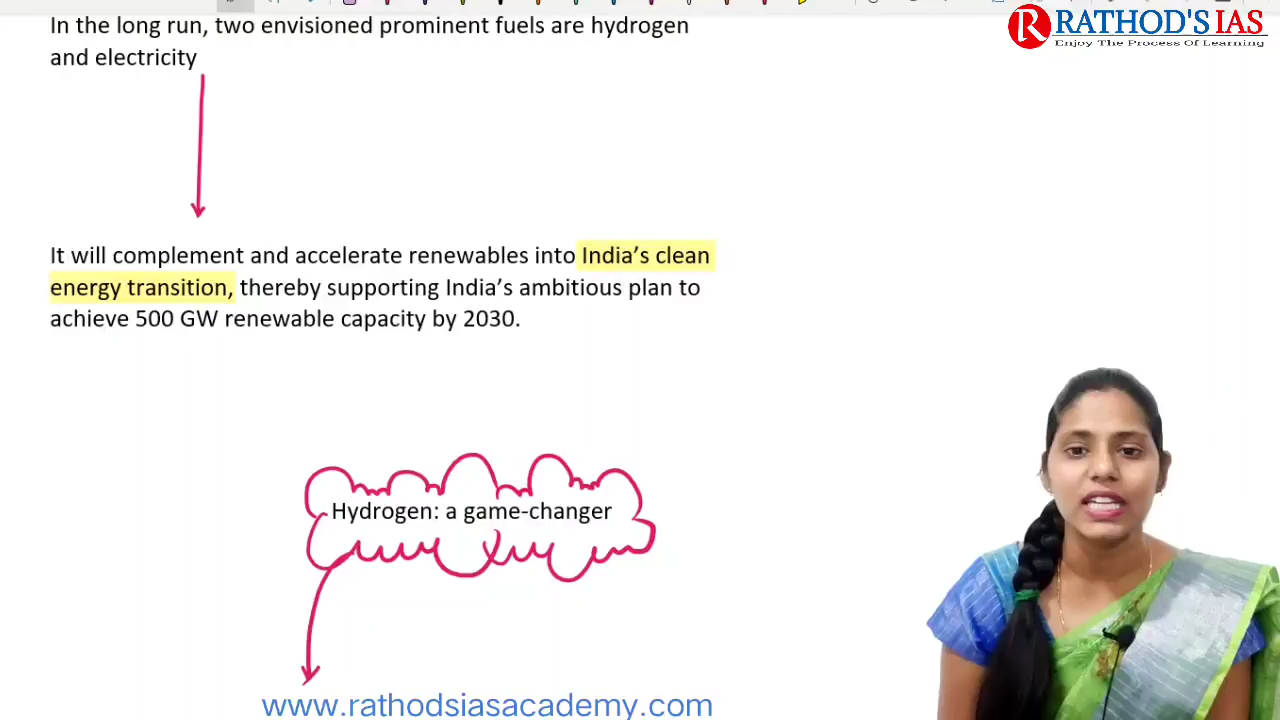 In the long run, two envisioned prominent fuels are hydrogen
and electricity
RATHOD'S IAS
Enjoy The Process Of Learning
It will complement and accelerate renewables into India’s clean
energy transition, thereby supporting India’s ambitious plan to
achieve 500 GW renewable capacity by 2030.
Hydrogen: a game-changer
www.rathodsiasacademy.com